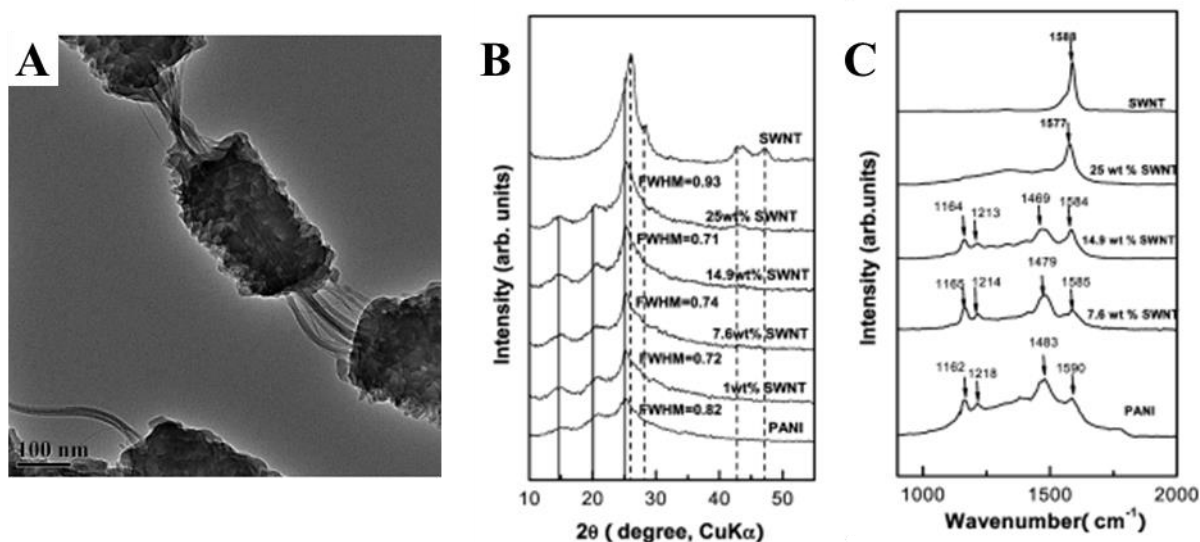 A
100 nm
B
Intensity (arb. units)
SWNT
FWHM=0.93
25wt% SWNT
FWHM=0.71
14.9wt% SWNT
FWHM=0.74
7.6wt% SWNT
FWHM=0.72
1wt% SWNT
FWHM=0.82
PANI
10 20 30 40 50
2θ ( degree, CuKα)
C
Intensity (arb.units)
1588
SWNT
1577
25 wt % SWNT
1164 1213 1469 1584
14.9 wt % SWNT
1165 1214 1479 1585
7.6 wt % SWNT
1162 1218 1483 1590
PANI
1000 1500 2000
Wavenumber( cm⁻¹)